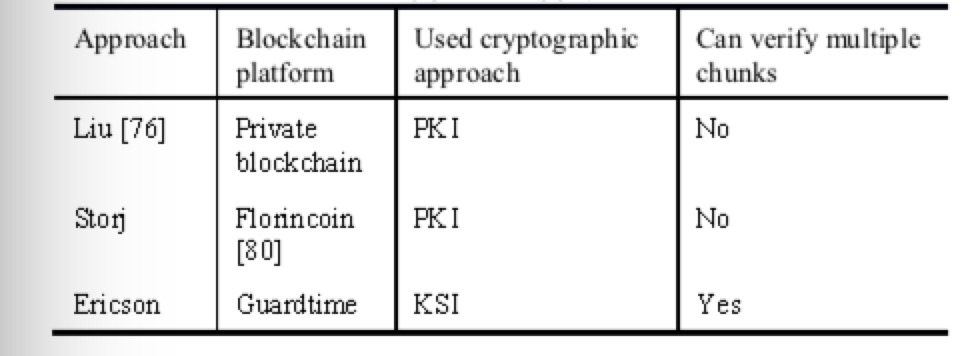 Approach Blockchain Used cryptographic Can verify multiple
platform approach chunks
Liu [76] Private PKI No
blockchain
Storj Florincoin PKI No
[80]
Ericson Guardtime KSI Yes